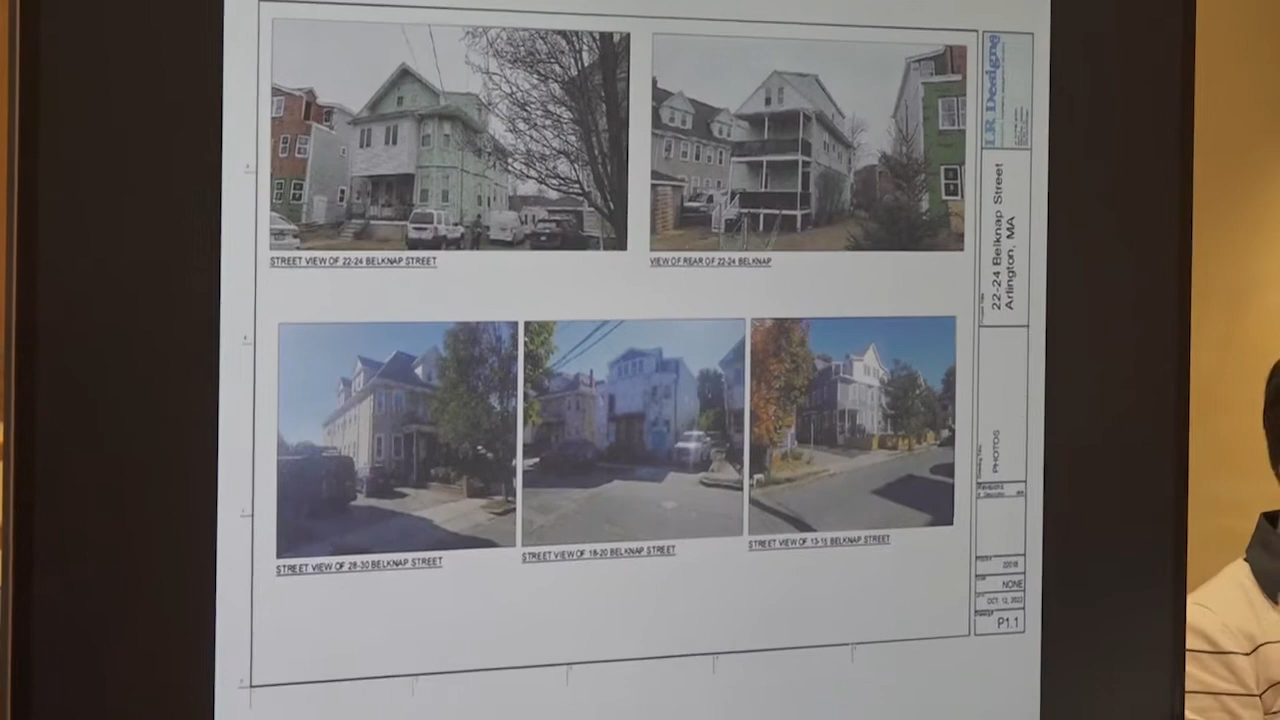 STREET VIEW OF 22-24 BELKNAP STREET
VIEW OF REAR OF 22-24 BELKNAP
STREET VIEW OF 28-30 BELKNAP STREET
STREET VIEW OF 18-20 BELKNAP STREET
STREET VIEW OF 13-15 BELKNAP STREET
LR Designs
22-24 Belknap Street
Arlington, MA
PHOTOS
NONE
OCT. 12, 2022
P1.1